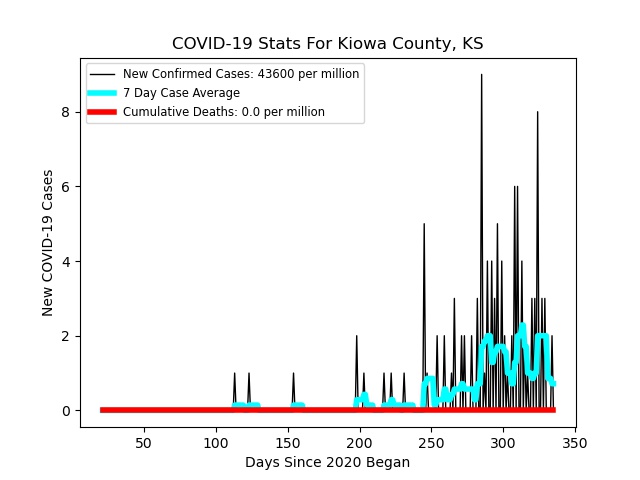 COVID-19 Stats For Kiowa County, KS
New Confirmed Cases: 43600 per million
7 Day Case Average
Cumulative Deaths: 0.0 per million
New COVID-19 Cases
8
6
4
2
0
50 100 150 200 250 300 350
Days Since 2020 Began